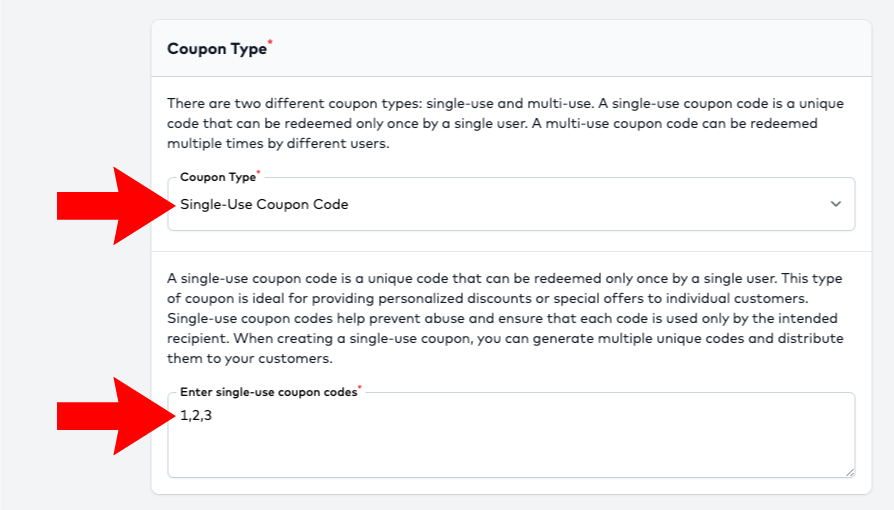 Coupon Type*
There are two different coupon types: single-use and multi-use. A single-use coupon code is a unique
code that can be redeemed only once by a single user. A multi-use coupon code can be redeemed
multiple times by different users.
Coupon Type*
Single-Use Coupon Code
A single-use coupon code is a unique code that can be redeemed only once by a single user. This type
of coupon is ideal for providing personalized discounts or special offers to individual customers.
Single-use coupon codes help prevent abuse and ensure that each code is used only by the intended
recipient. When creating a single-use coupon, you can generate multiple unique codes and distribute
them to your customers.
Enter single-use coupon codes*
1,2,3